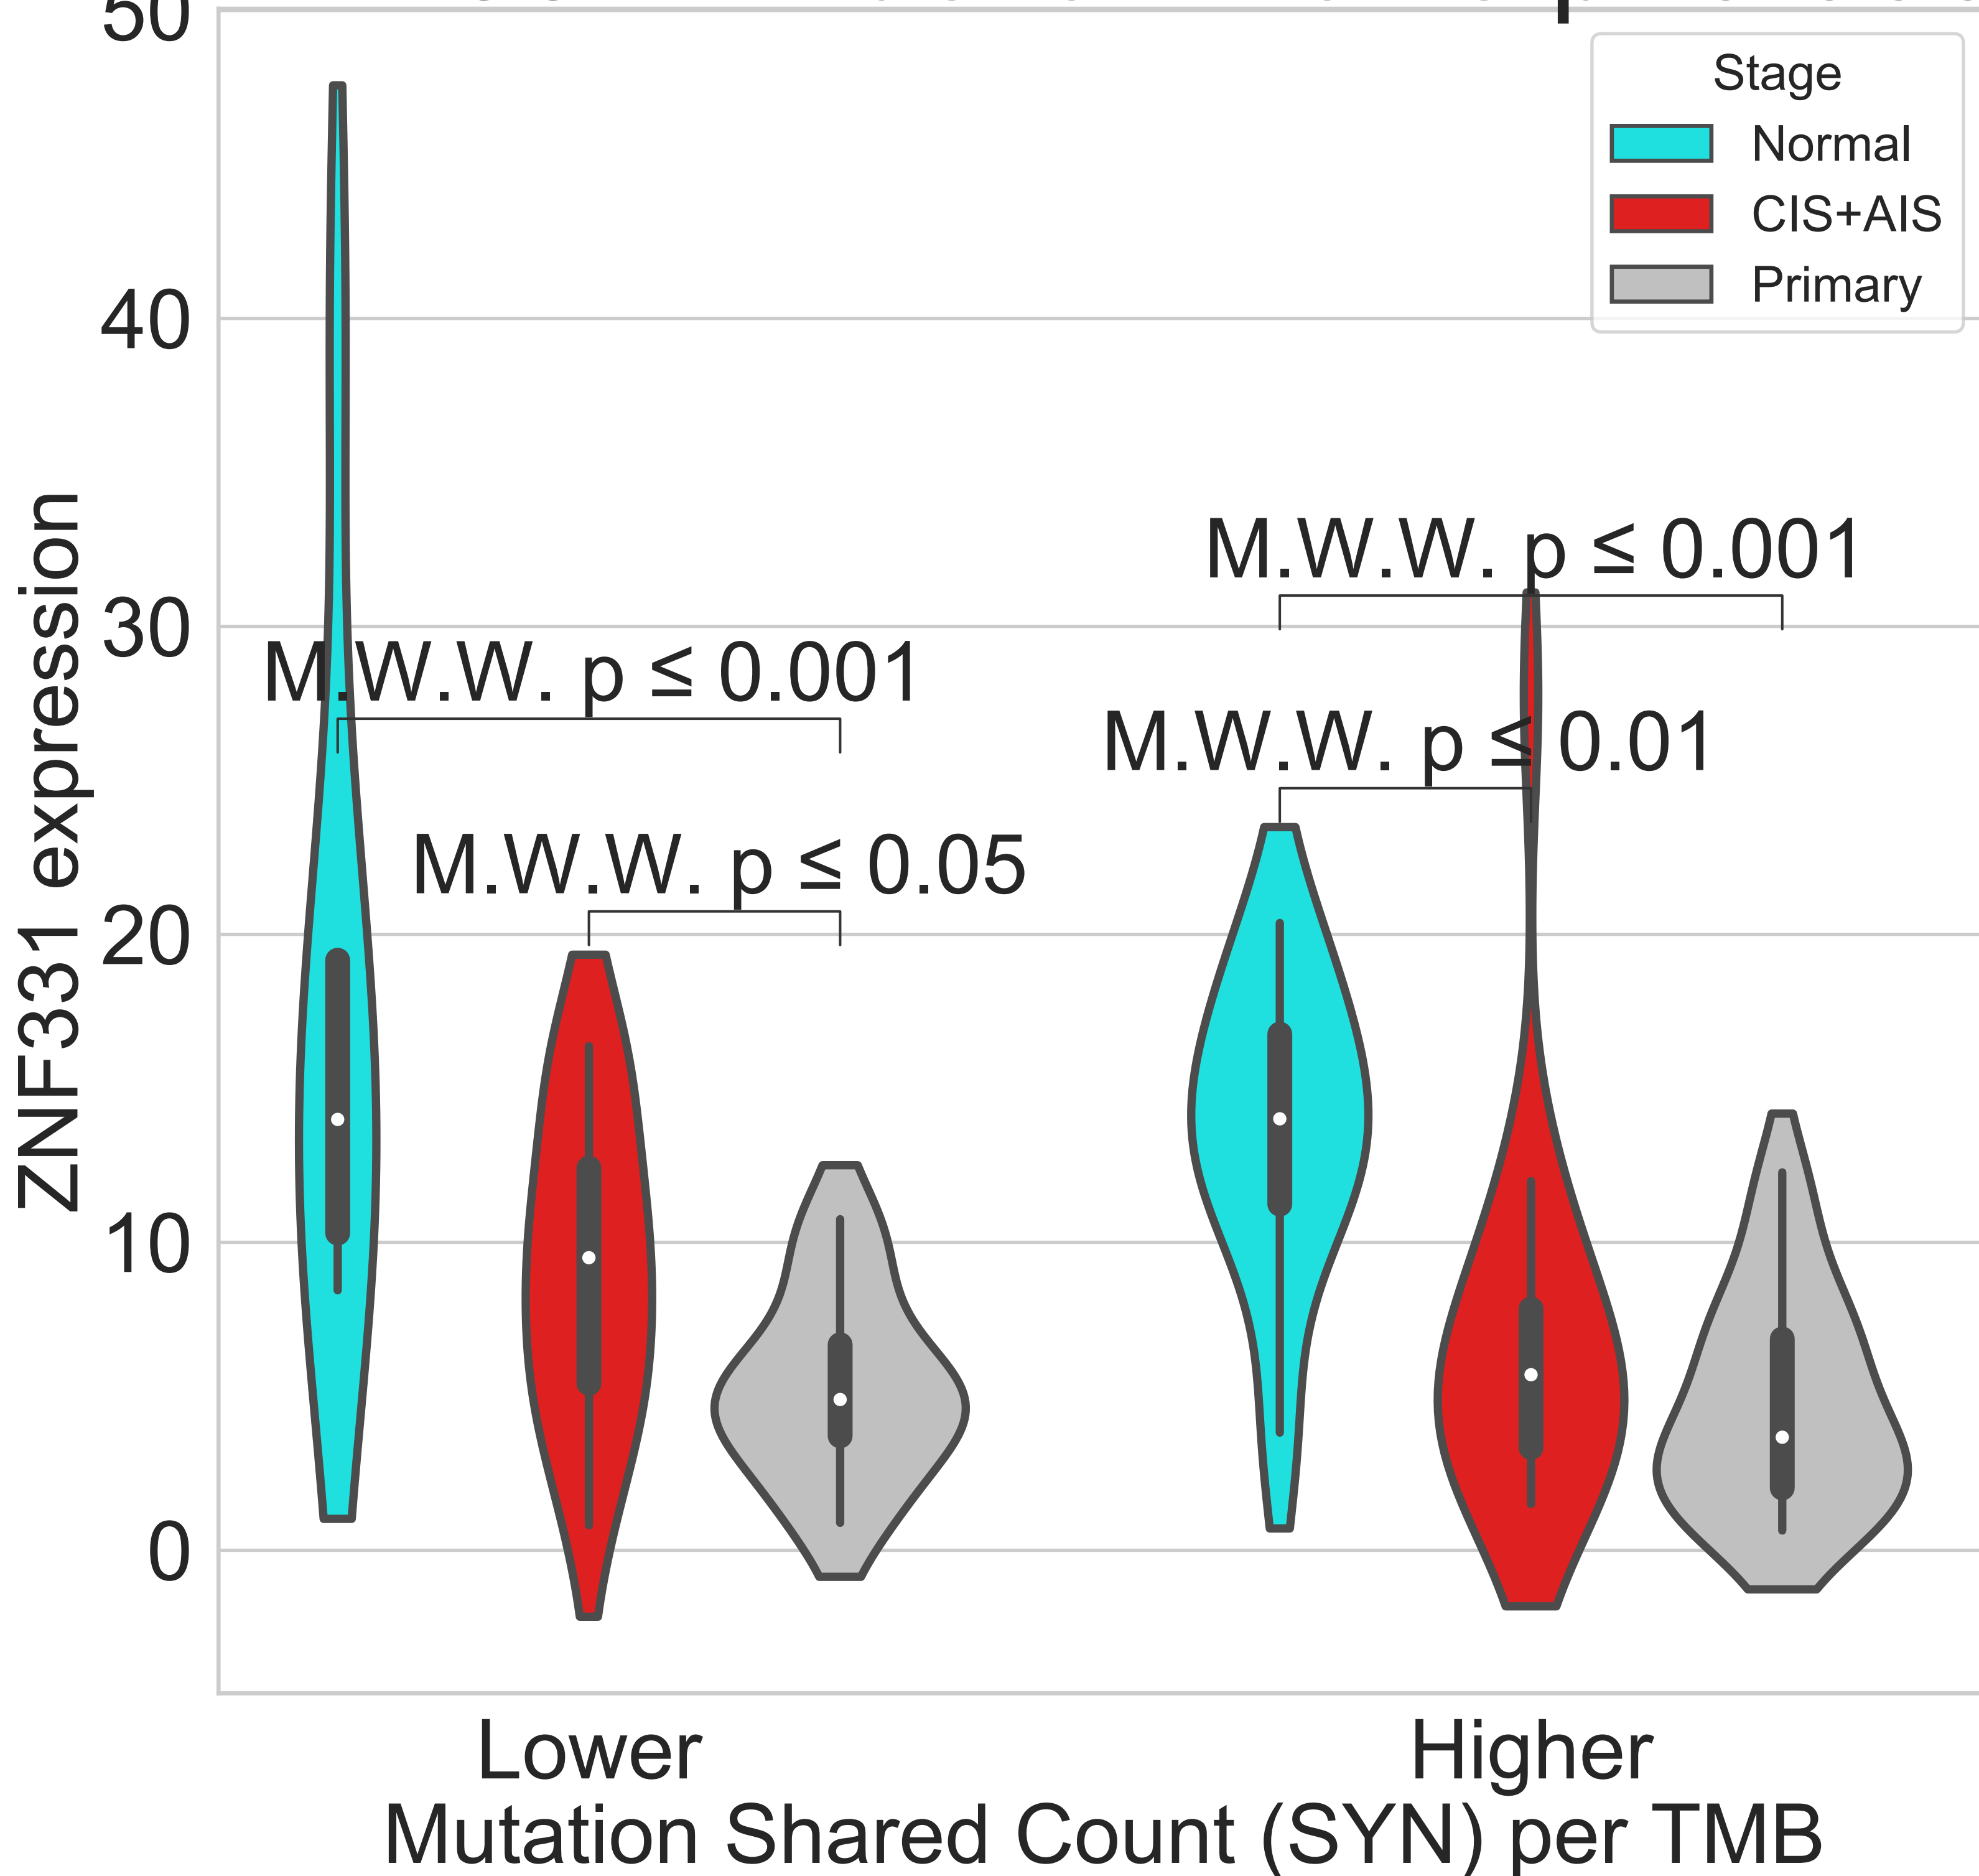 50
40
30
20
10
0
ZNF331 expression
Stage
Normal
CIS+AIS
Primary
M.W.W. p ≤ 0.001
M.W.W. p ≤ 0.001
M.W.W. p ≤ 0.01
M.W.W. p ≤ 0.05
Lower
Higher
Mutation Shared Count (SYN) per TMB